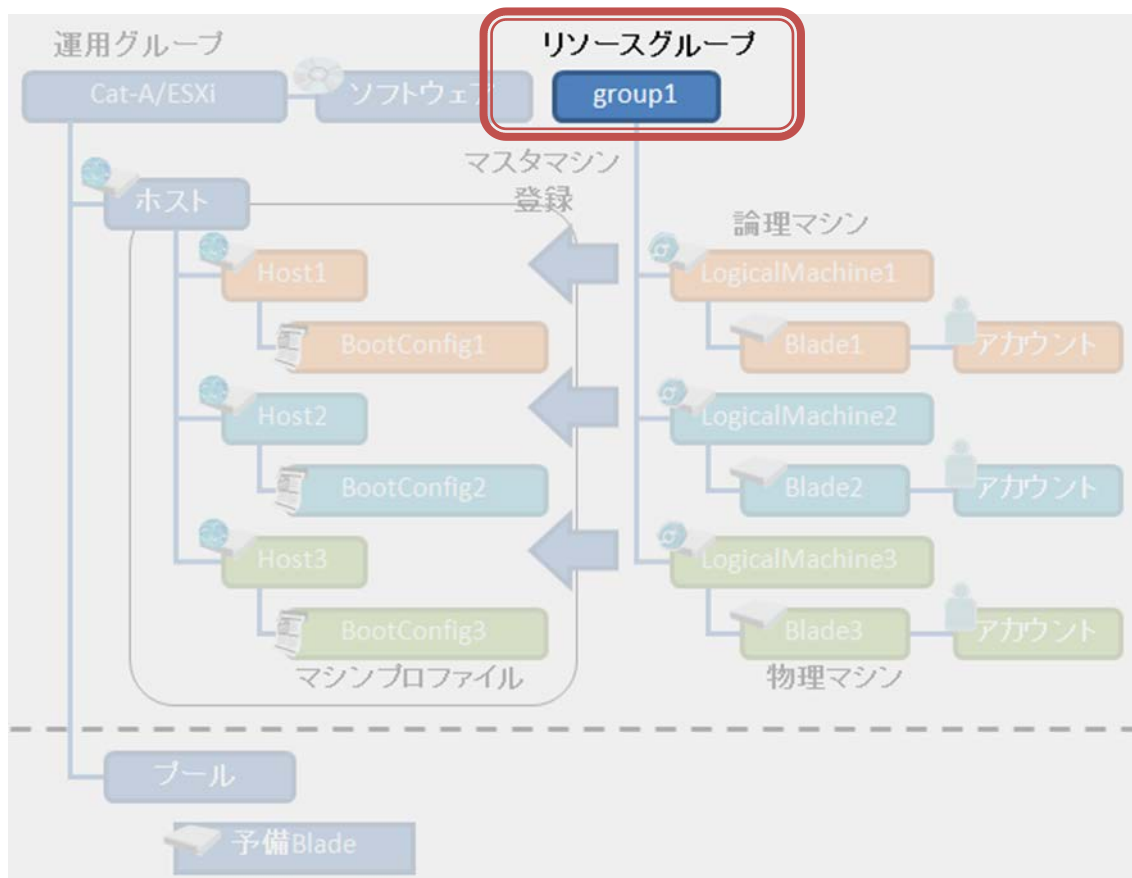 運用グループ
リソースグループ
Cat-A/ESXi
ソフトウェア
group1
マスタマシン
登録
ホスト
論理マシン
Host1
LogicalMachine1
BootConfig1
Blade1
アカウント
Host2
LogicalMachine2
BootConfig2
Blade2
アカウント
Host3
LogicalMachine3
BootConfig3
Blade3
アカウント
マシンプロファイル
物理マシン
プール
予備Blade